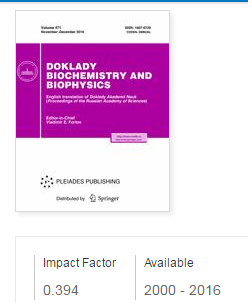 Volume 471
November-December 2016
ISSN: 1607-6729
DOKLADY
BIOCHEMISTRY AND
BIOPHYSICS
English translation of Doklady Akademii Nauk
(Proceedings of the Russian Academy of Sciences)
Editor-in-Chief
Vladimir E. Fortov
PLEIADES PUBLISHING
Distributed by Springer
Impact Factor
Available
0.394
2000 - 2016